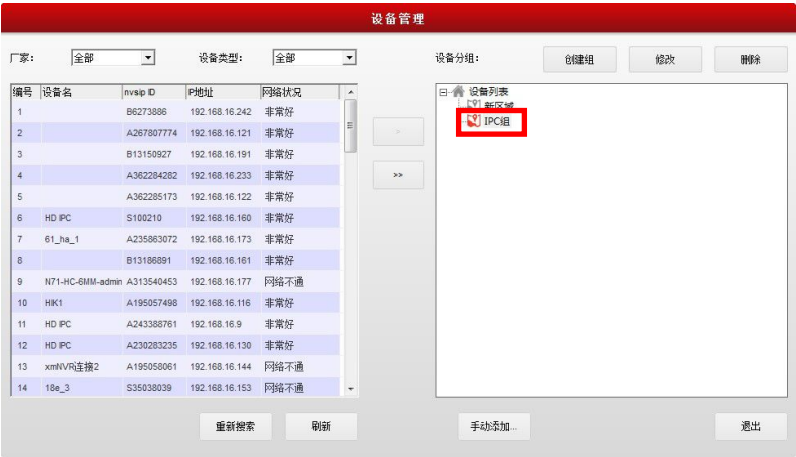 设备管理
厂家: 全部 设备类型: 全部 设备分组: 创建组 修改 删除
编号 设备名 nvsip ID IP地址 网络状况
1 B6273886 192.168.16.242 非常好
2 A267807774 192.168.16.121 非常好
3 B13150927 192.168.16.191 非常好
4 A362284282 192.168.16.233 非常好
5 A362285173 192.168.16.122 非常好
6 HD IPC S100210 192.168.16.160 非常好
7 61_ha_1 A235863072 192.168.16.173 非常好
8 B13186891 192.168.16.161 非常好
9 N71-HC-6MM-admin A313540453 192.168.16.177 网络不通
10 HIK1 A195057498 192.168.16.116 非常好
11 HD IPC A243388761 192.168.16.9 非常好
12 HD IPC A230283235 192.168.16.130 非常好
13 xmNVR连接2 A195058061 192.168.16.144 网络不通
14 18e_3 S35038039 192.168.16.153 网络不通
>
>>
设备列表
新区域
IPC组
重新搜索 刷新 手动添加... 退出